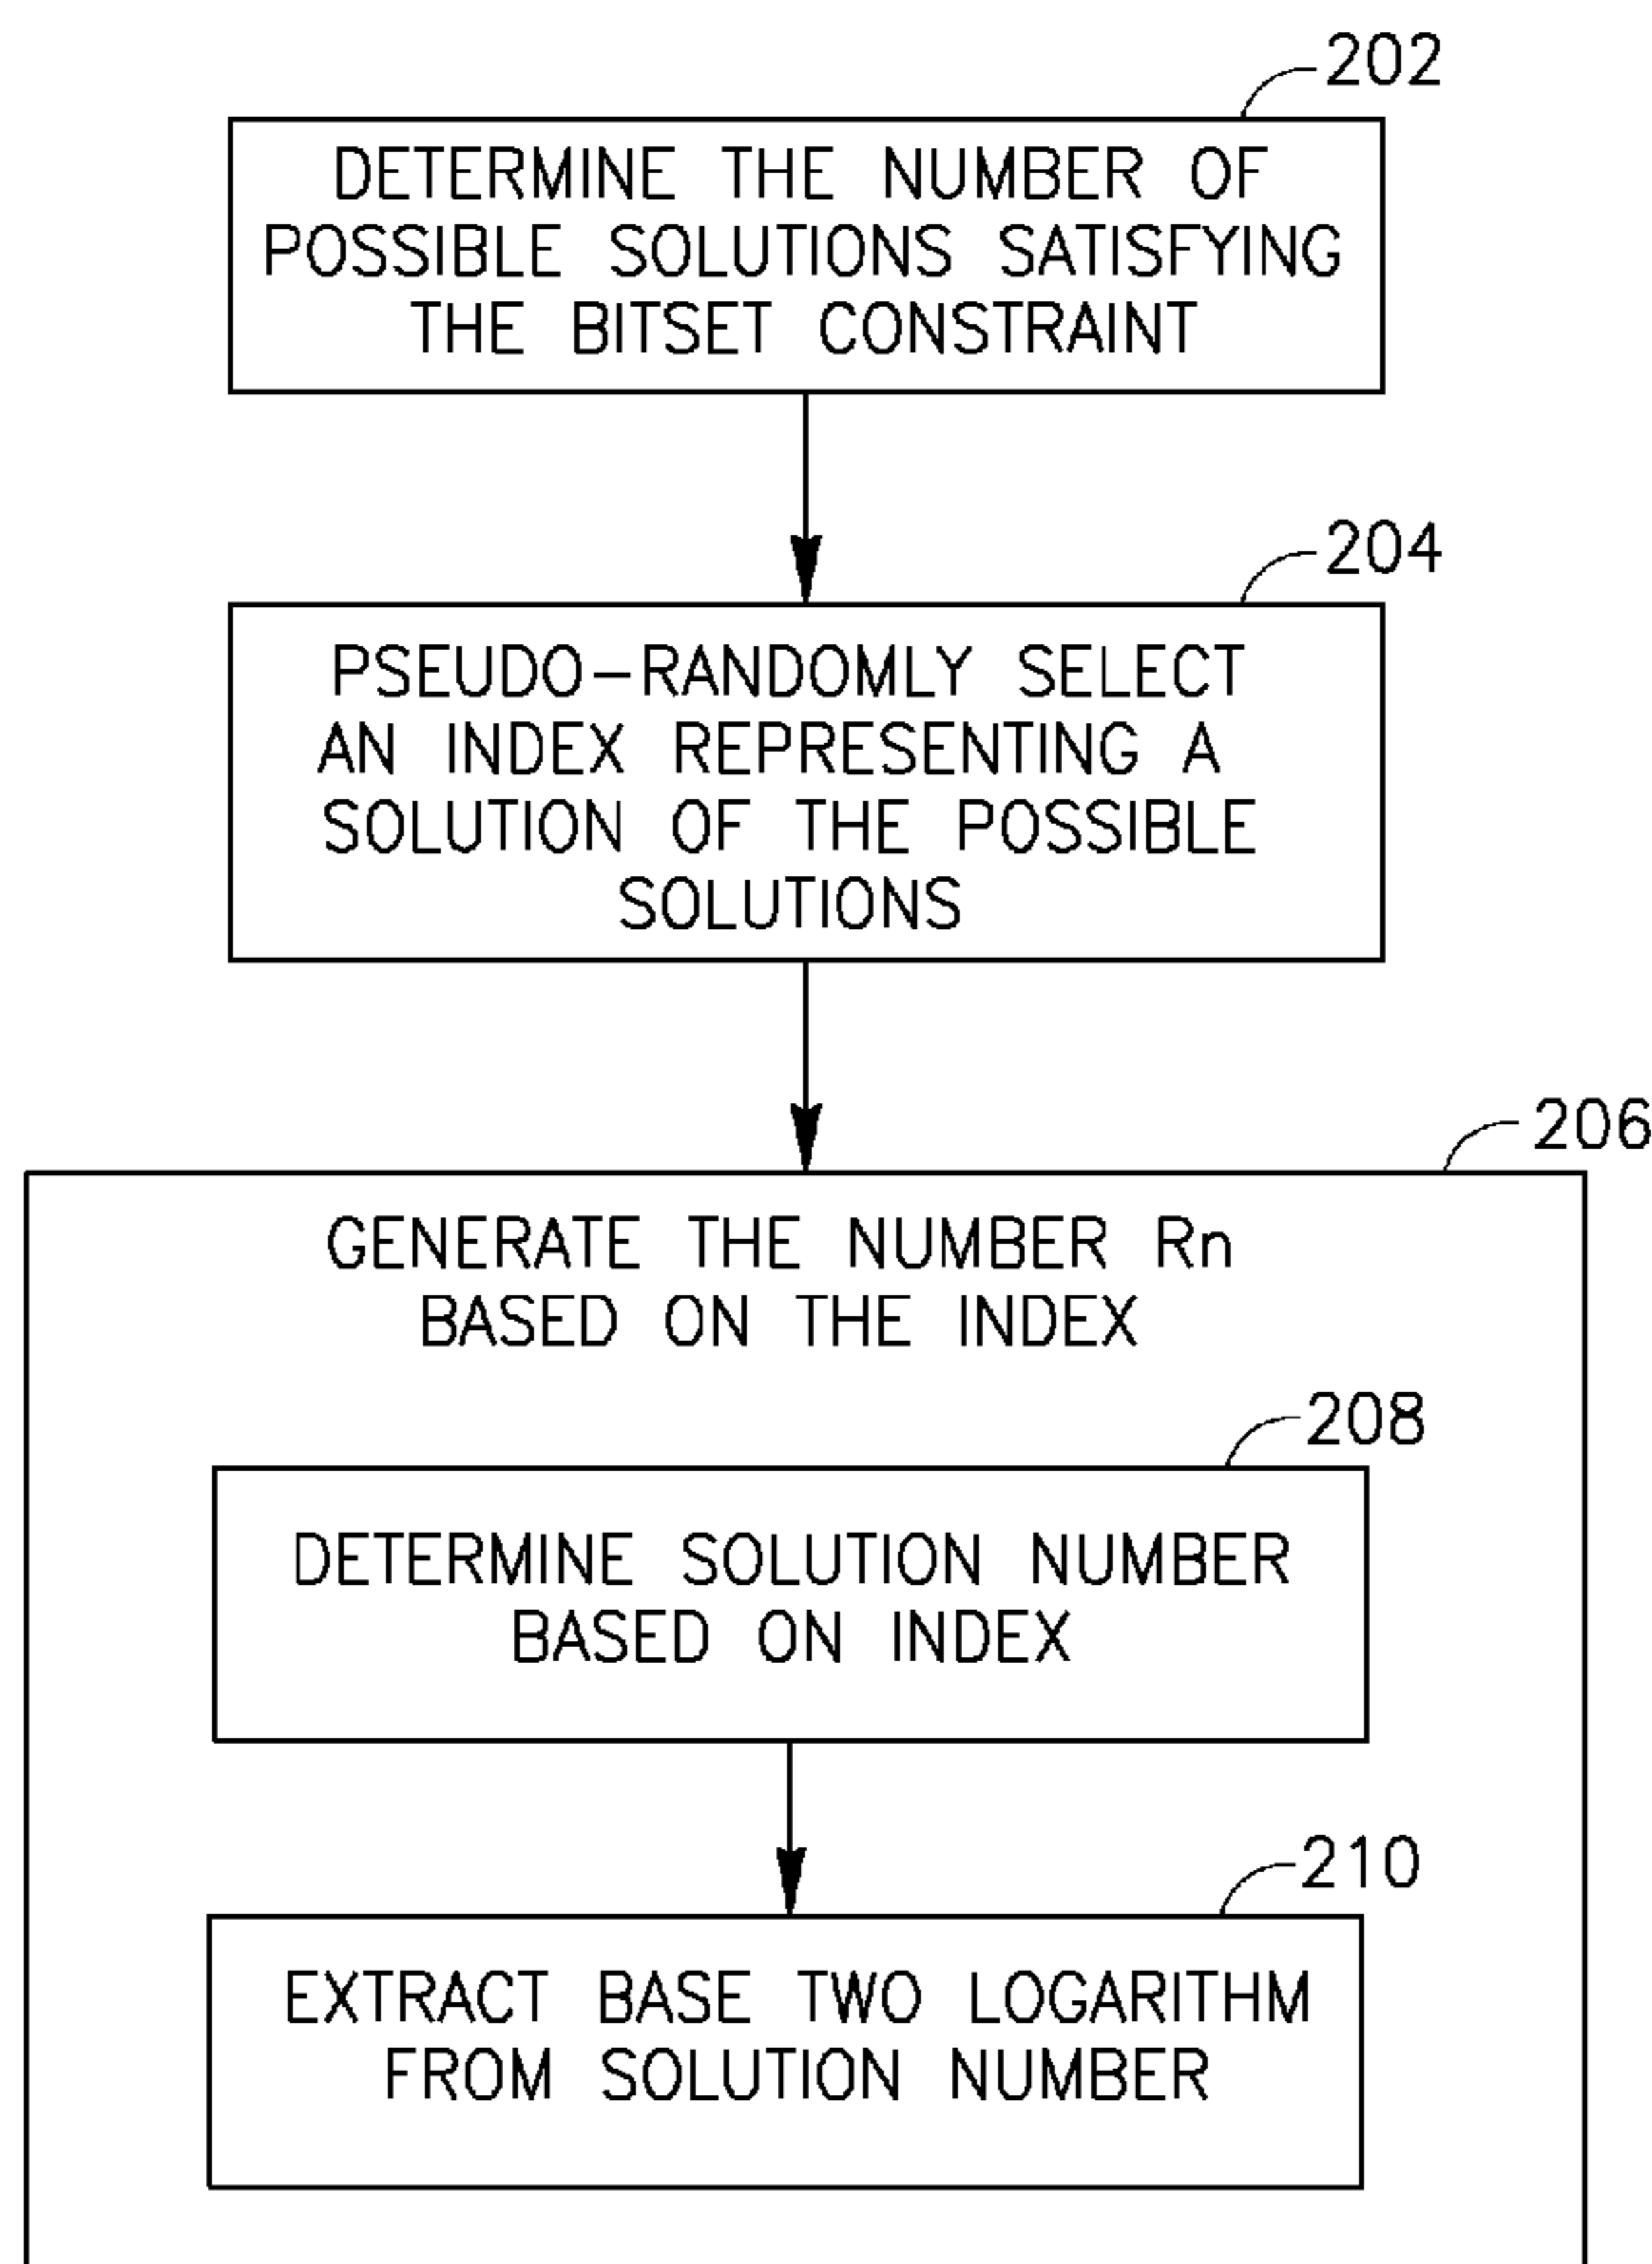 202
DETERMINE THE NUMBER OF
POSSIBLE SOLUTIONS SATISFYING
THE BITSET CONSTRAINT
204
PSEUDO-RANDOMLY SELECT
AN INDEX REPRESENTING A
SOLUTION OF THE POSSIBLE
SOLUTIONS
206
GENERATE THE NUMBER Rn
BASED ON THE INDEX
208
DETERMINE SOLUTION NUMBER
BASED ON INDEX
210
EXTRACT BASE TWO LOGARITHM
FROM SOLUTION NUMBER